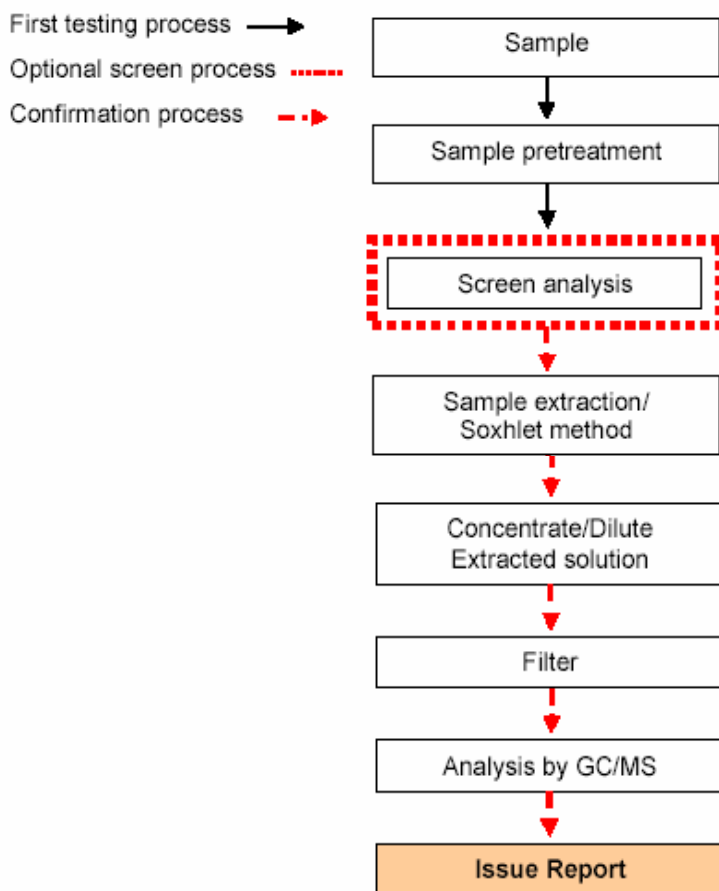 First testing process
Optional screen process
Confirmation process
Sample
Sample pretreatment
Screen analysis
Sample extraction/
Soxhlet method
Concentrate/Dilute
Extracted solution
Filter
Analysis by GC/MS
Issue Report